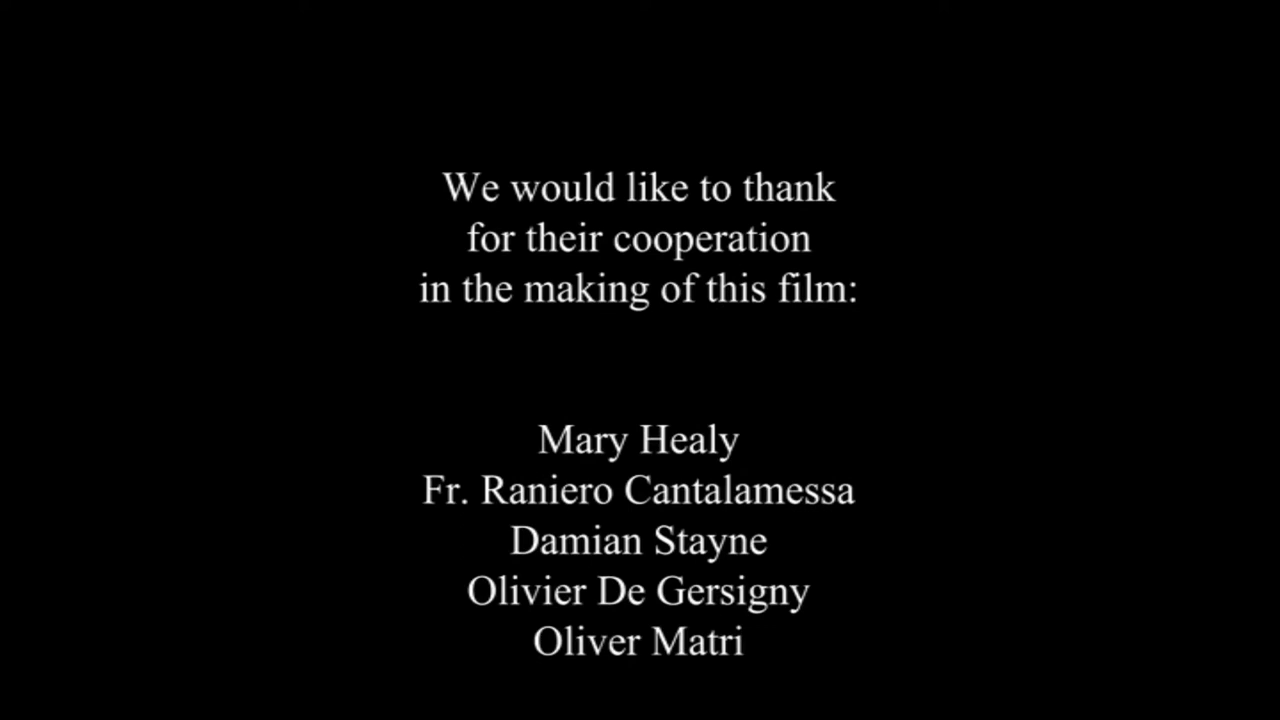 We would like to thank
for their cooperation
in the making of this film:
Mary Healy
Fr. Raniero Cantalamessa
Damian Stayne
Olivier De Gersigny
Oliver Matri